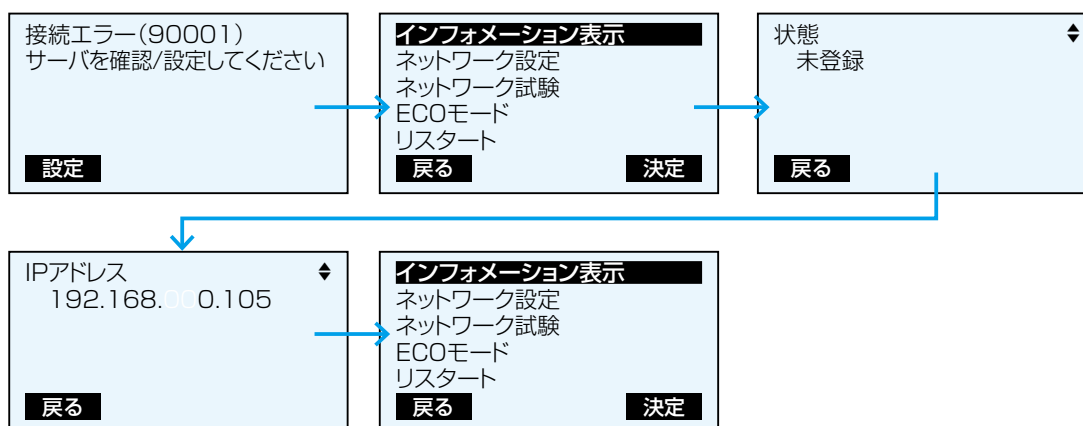 接続エラー(90001)
サーバを確認/設定してください
設定
インフォメーション表示
ネットワーク設定
ネットワーク試験
ECOモード
リスタート
戻る 決定
状態
未登録
戻る
IPアドレス
192.168.000.105
戻る
インフォメーション表示
ネットワーク設定
ネットワーク試験
ECOモード
リスタート
戻る 決定